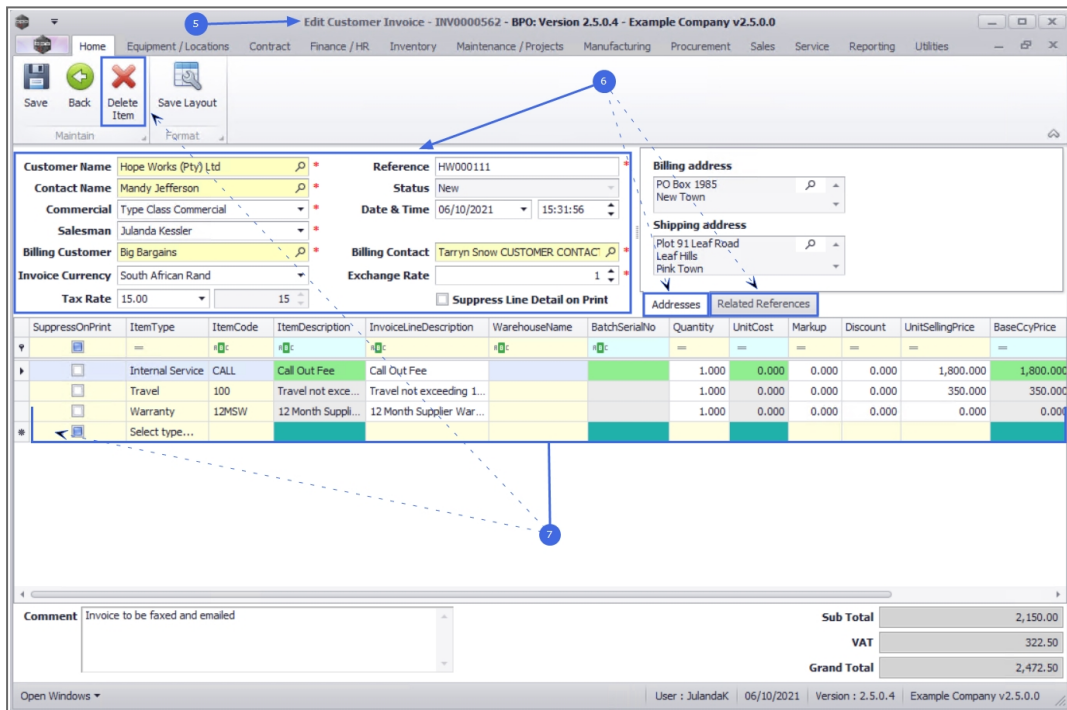 5
Edit Customer Invoice - INV0000562 - BPO: Version 2.5.0.4 - Example Company v2.5.0.0
Home Equipment / Locations Contract Finance / HR Inventory Maintenance / Projects Manufacturing Procurement Sales Service Reporting Utilities
Save Back Delete Item Save Layout
Maintain Format
6
Customer Name Hope Works (Pty) Ltd * Reference HW000111 *
Contact Name Mandy Jefferson * Status New
Commercial Type Class Commercial * Date & Time 06/10/2021 15:31:56
Salesman Julanda Kessler *
Billing Customer Big Bargains * Billing Contact Tarryn Snow CUSTOMER CONTACT *
Invoice Currency South African Rand Exchange Rate 1 *
Tax Rate 15.00 15 Suppress Line Detail on Print
Billing address
PO Box 1985
New Town
Shipping address
Plot 91 Leaf Road
Leaf Hills
Pink Town
Addresses Related References
SuppressOnPrint ItemType ItemCode ItemDescription InvoiceLineDescription WarehouseName BatchSerialNo Quantity UnitCost Markup Discount UnitSellingPrice BaseCcyPrice
= ABC ABC ABC ABC ABC = = = = = =
Internal Service CALL Call Out Fee Call Out Fee 1.000 0.000 0.000 0.000 1,800.000 1,800.000
Travel 100 Travel not exce... Travel not exceeding 1... 1.000 0.000 0.000 0.000 350.000 350.000
Warranty 12MSW 12 Month Suppli... 12 Month Supplier War... 1.000 0.000 0.000 0.000 0.000 0.000
* Select type...
7
Comment Invoice to be faxed and emailed
Sub Total 2,150.00
VAT 322.50
Grand Total 2,472.50
Open Windows User : JulandaK 06/10/2021 Version : 2.5.0.4 Example Company v2.5.0.0